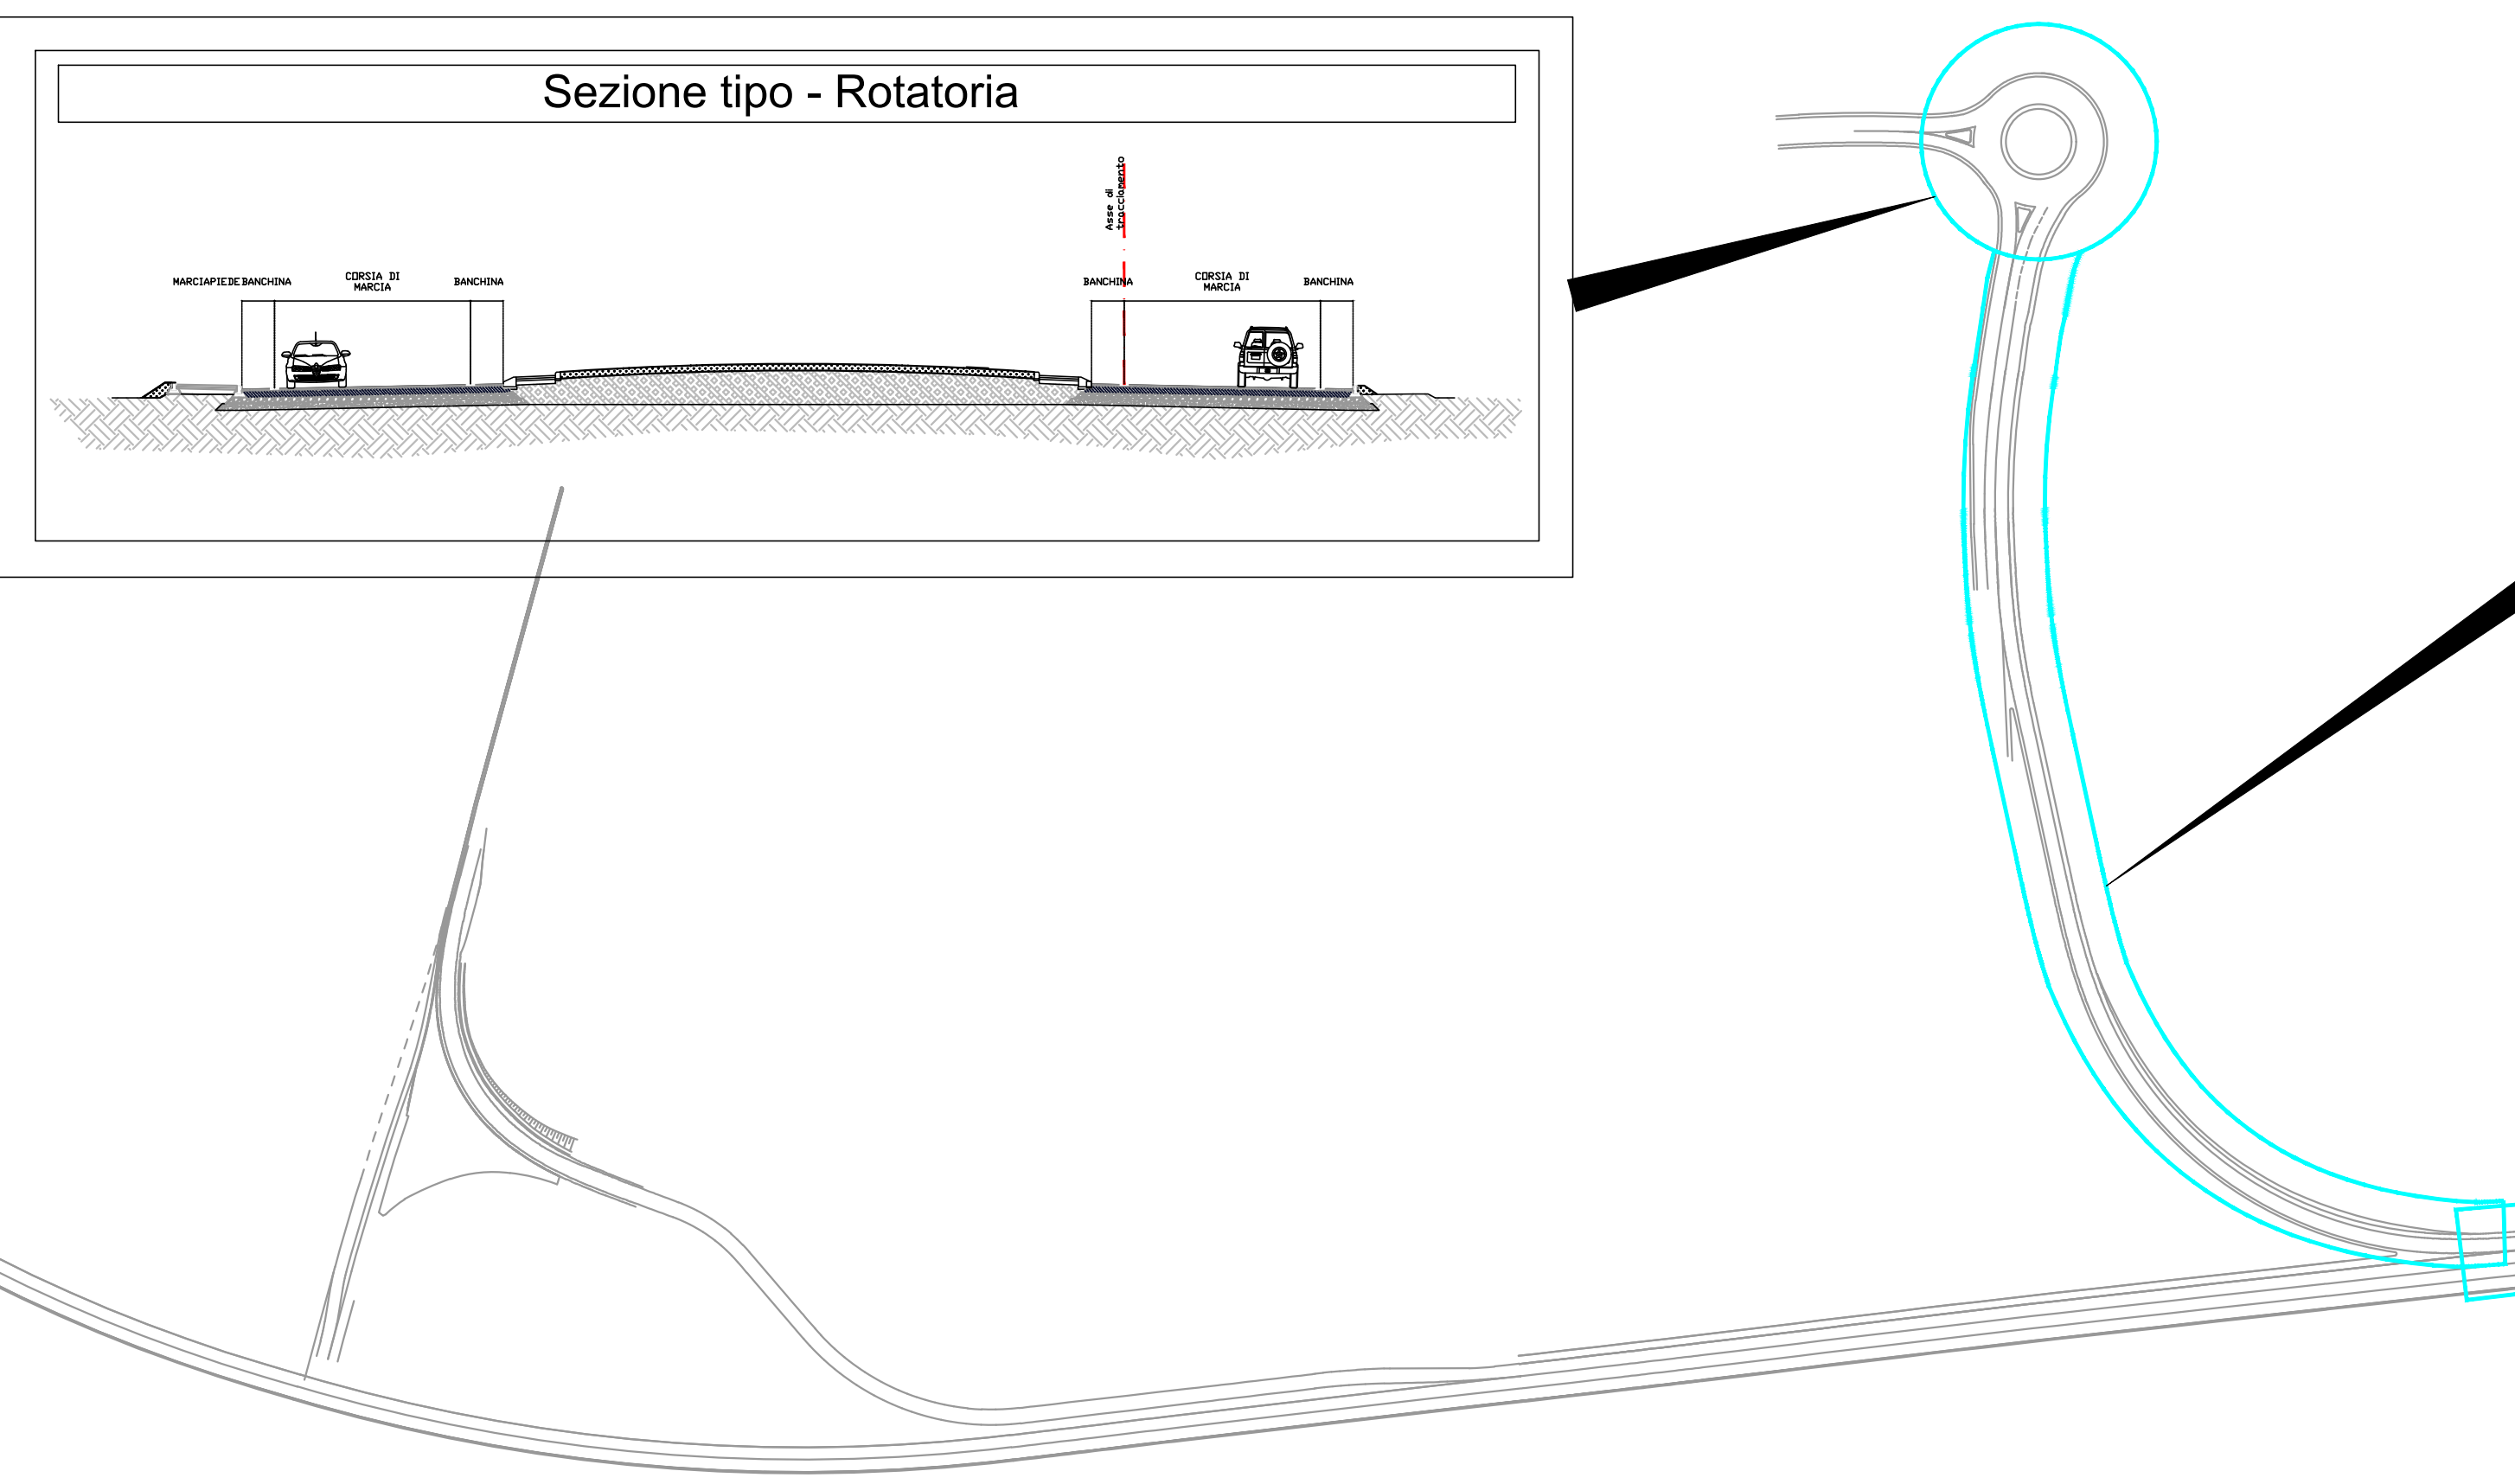 Sezione tipo - Rotatoria
Asse di
tracciamento
MARCIAPIEDE BANCHINA
CORSIA DI
MARCIA
BANCHINA
BANCHINA
CORSIA DI
MARCIA
BANCHINA